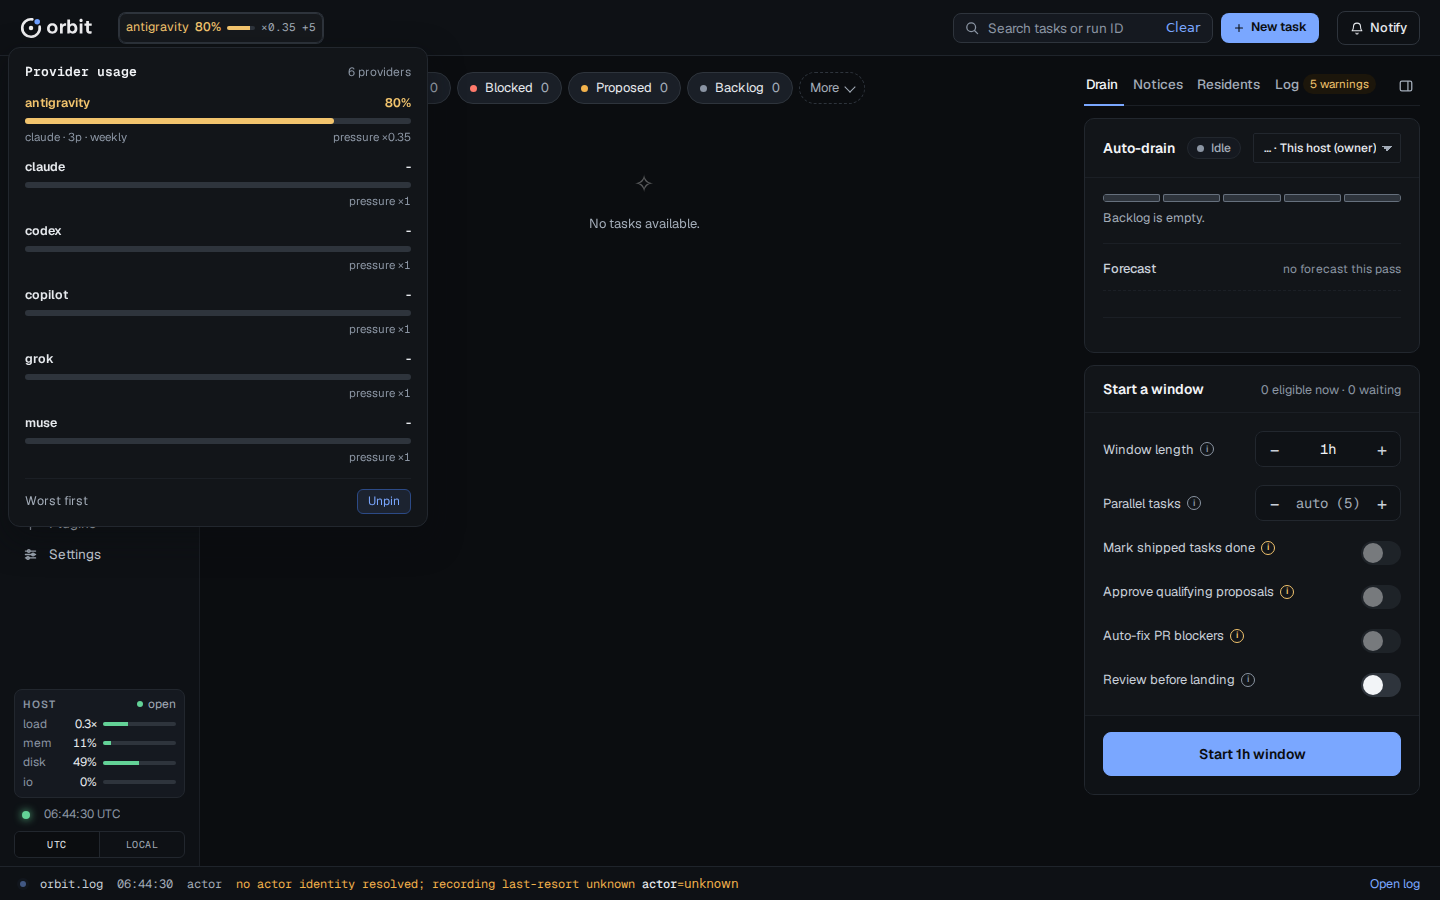 orbit
antigravity 80% ×0.35 +5
Search tasks or run ID Clear
+ New task
Notify
Provider usage 6 providers
antigravity 80%
claude · 3p · weekly pressure ×0.35
claude -
pressure ×1
codex -
pressure ×1
copilot -
pressure ×1
grok -
pressure ×1
muse -
pressure ×1
Worst first Unpin
0 Blocked 0 Proposed 0 Backlog 0 More
No tasks available.
Settings
HOST open
load 0.3×
mem 11%
disk 49%
io 0%
06:44:30 UTC
UTC LOCAL
Drain Notices Residents Log 5 warnings
Auto-drain Idle … · This host (owner)
Backlog is empty.
Forecast no forecast this pass
Start a window 0 eligible now · 0 waiting
Window length − 1h +
Parallel tasks − auto (5) +
Mark shipped tasks done
Approve qualifying proposals
Auto-fix PR blockers
Review before landing
Start 1h window
orbit.log 06:44:30 actor no actor identity resolved; recording last-resort unknown actor=unknown Open log